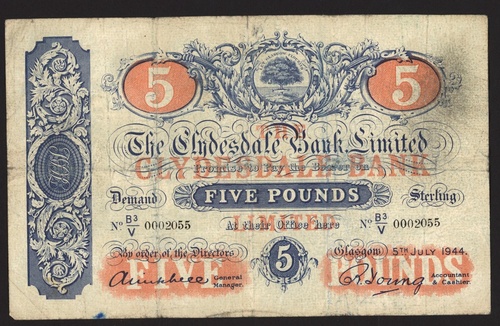 5 5
The Clydesdale Bank Limited
THE
CLYDESDALE BANK
Promise to Pay the Bearer On
Demand FIVE POUNDS Sterling
Nº B3/V 0002055 At their Office here Nº B3/V 0002055
LIMITED
By order of the Directors Glasgow 5TH JULY 1944.
FIVE 5 POUNDS
General Manager. R. Young Accountant & Cashier.